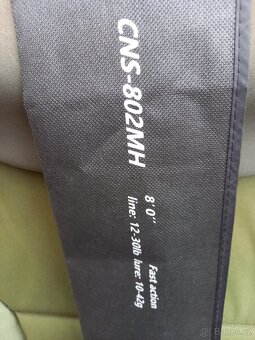 CNS-802MH
8'0" Fast action
line: 12-30lb lure: 10-42g